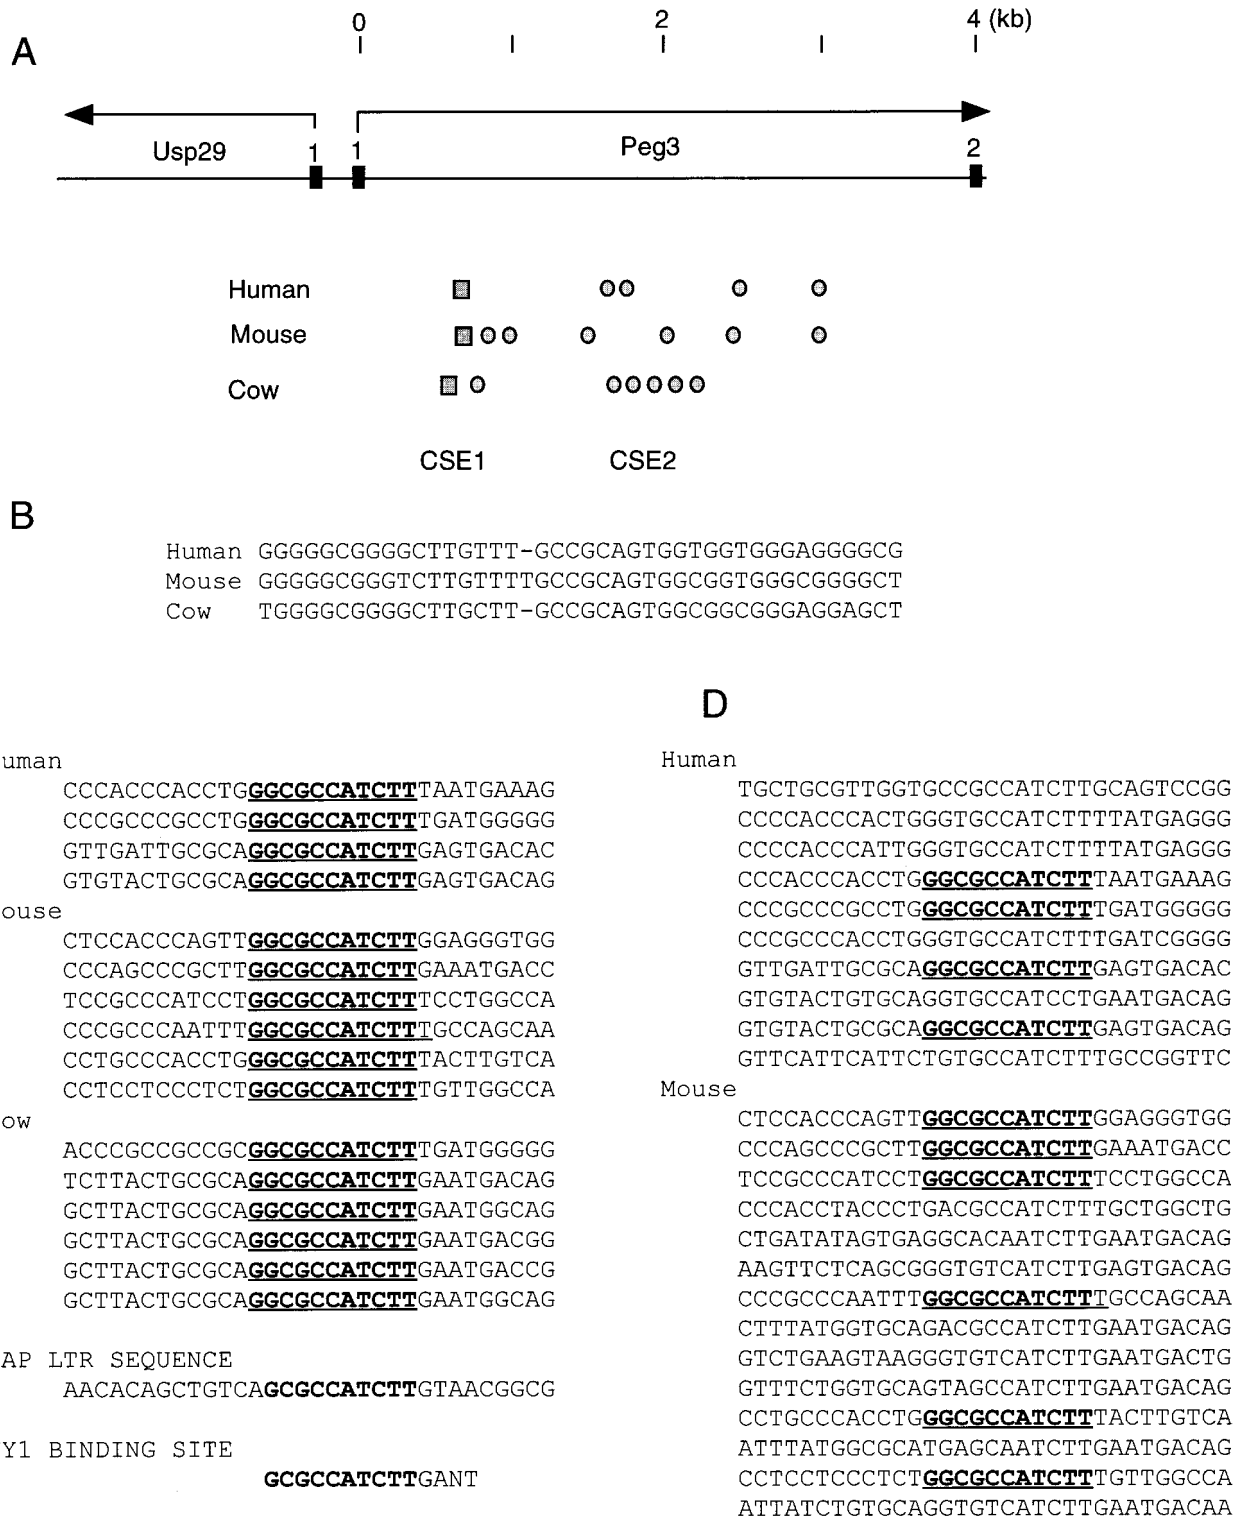 A
0 2 4 (kb)
Usp29 1 1 Peg3 2
Human
Mouse
Cow
CSE1 CSE2
B
Human GGGGGCGGGGCTTGTTT-GCCGCAGTGGTGGTGGGAGGGGCG
Mouse GGGGGCGGGTCTTGTTTTGCCGCAGTGGCGGTGGGCGGGGCT
Cow TGGGGCGGGGCTTGCTT-GCCGCAGTGGCGGCGGGAGGAGCT
uman
CCCACCCACCTGGGCGCCATCTTTAATGAAAG
CCCGCCCGCCTGGGCGCCATCTTTGATGGGGG
GTTGATTGCGCAGGCGCCATCTTGAGTGACAC
GTGTACTGCGCAGGCGCCATCTTGAGTGACAG
ouse
CTCCACCCAGTTGGCGCCATCTTGGAGGGTGG
CCCAGCCCGCTTGGCGCCATCTTGAAATGACC
TCCGCCCATCCTGGCGCCATCTTTCCTGGCCA
CCCGCCCAATTTGGCGCCATCTTTGCCAGCAA
CCTGCCCACCTGGGCGCCATCTTTACTTGTCA
CCTCCTCCCTCTGGCGCCATCTTTGTTGGCCA
ow
ACCCGCCGCCGCGGCGCCATCTTTGATGGGGG
TCTTACTGCGCAGGCGCCATCTTGAATGACAG
GCTTACTGCGCAGGCGCCATCTTGAATGGCAG
GCTTACTGCGCAGGCGCCATCTTGAATGACGG
GCTTACTGCGCAGGCGCCATCTTGAATGACCG
GCTTACTGCGCAGGCGCCATCTTGAATGGCAG
AP LTR SEQUENCE
AACACAGCTGTCAGCGCCATCTTGTAACGGCG
Y1 BINDING SITE
GCGCCATCTTGANT
D
Human
TGCTGCGTTGGTGCCGCCATCTTGCAGTCCGG
CCCCACCCACTGGGTGCCATCTTTTATGAGGG
CCCCACCCATTGGGTGCCATCTTTTATGAGGG
CCCACCCACCTGGGCGCCATCTTTAATGAAAG
CCCGCCCGCCTGGGCGCCATCTTTGATGGGGG
CCCGCCCACCTGGGTGCCATCTTTGATCGGGG
GTTGATTGCGCAGGCGCCATCTTGAGTGACAC
GTGTACTGTGCAGGTGCCATCCTGAATGACAG
GTGTACTGCGCAGGCGCCATCTTGAGTGACAG
GTTCATTCATTCTGTGCCATCTTTGCCGGTTC
Mouse
CTCCACCCAGTTGGCGCCATCTTGGAGGGTGG
CCCAGCCCGCTTGGCGCCATCTTGAAATGACC
TCCGCCCATCCTGGCGCCATCTTTCCTGGCCA
CCCACCTACCCTGACGCCATCTTTGCTGGCTG
CTGATATAGTGAGGCACAATCTTGAATGACAG
AAGTTCTCAGCGGGTGTCATCTTGAGTGACAG
CCCGCCCAATTTGGCGCCATCTTTGCCAGCAA
CTTTATGGTGCAGACGCCATCTTGAATGACAG
GTCTGAAGTAAGGGTGTCATCTTGAATGACTG
GTTTCTGGTGCAGTAGCCATCTTGAATGACAG
CCTGCCCACCTGGGCGCCATCTTTACTTGTCA
ATTTATGGCGCATGAGCAATCTTGAATGACAG
CCTCCTCCCTCTGGCGCCATCTTTGTTGGCCA
ATTATCTGTGCAGGTGTCATCTTGAATGACAA